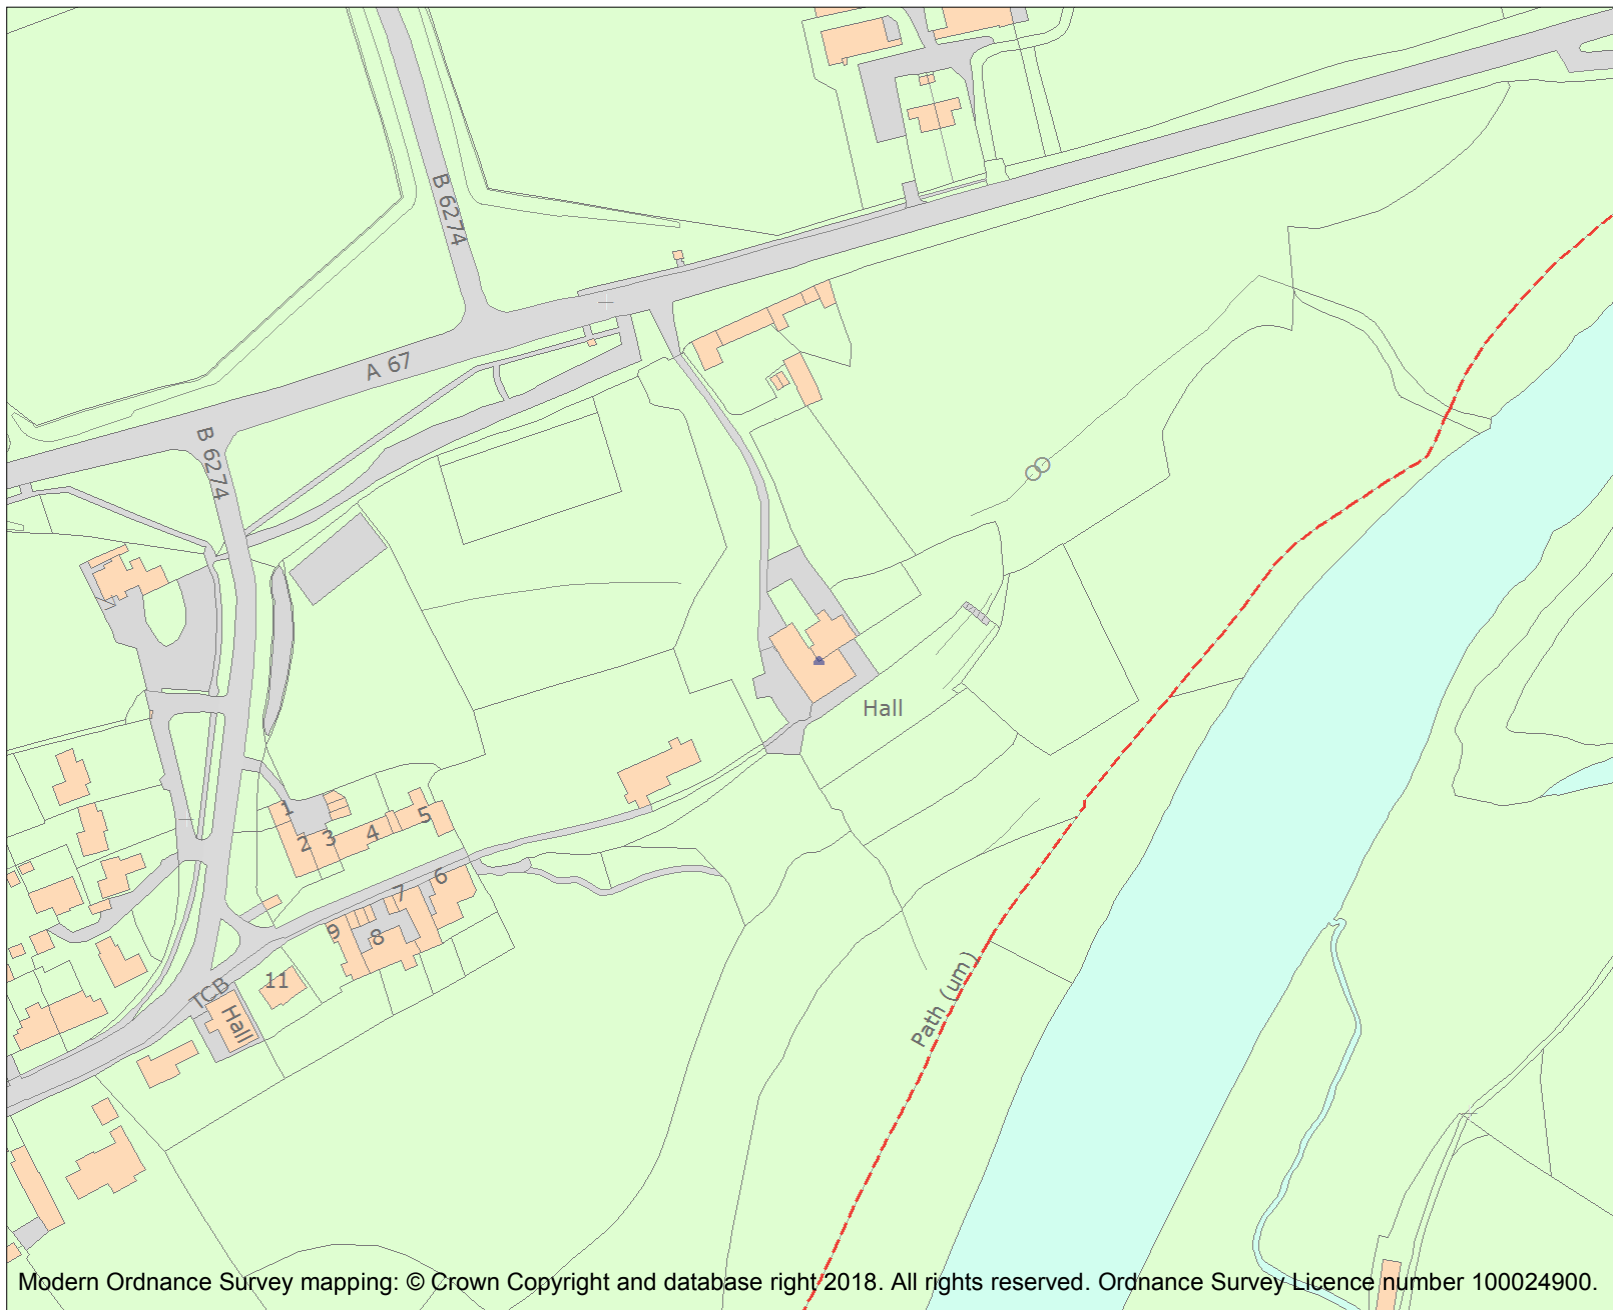 B 6274
A 67
B 6274
Hall
1
2
3
4
5
6
7
8
9
11
TCB
Hall
Path (um)
Modern Ordnance Survey mapping: © Crown Copyright and database right 2018. All rights reserved. Ordnance Survey Licence number 100024900.